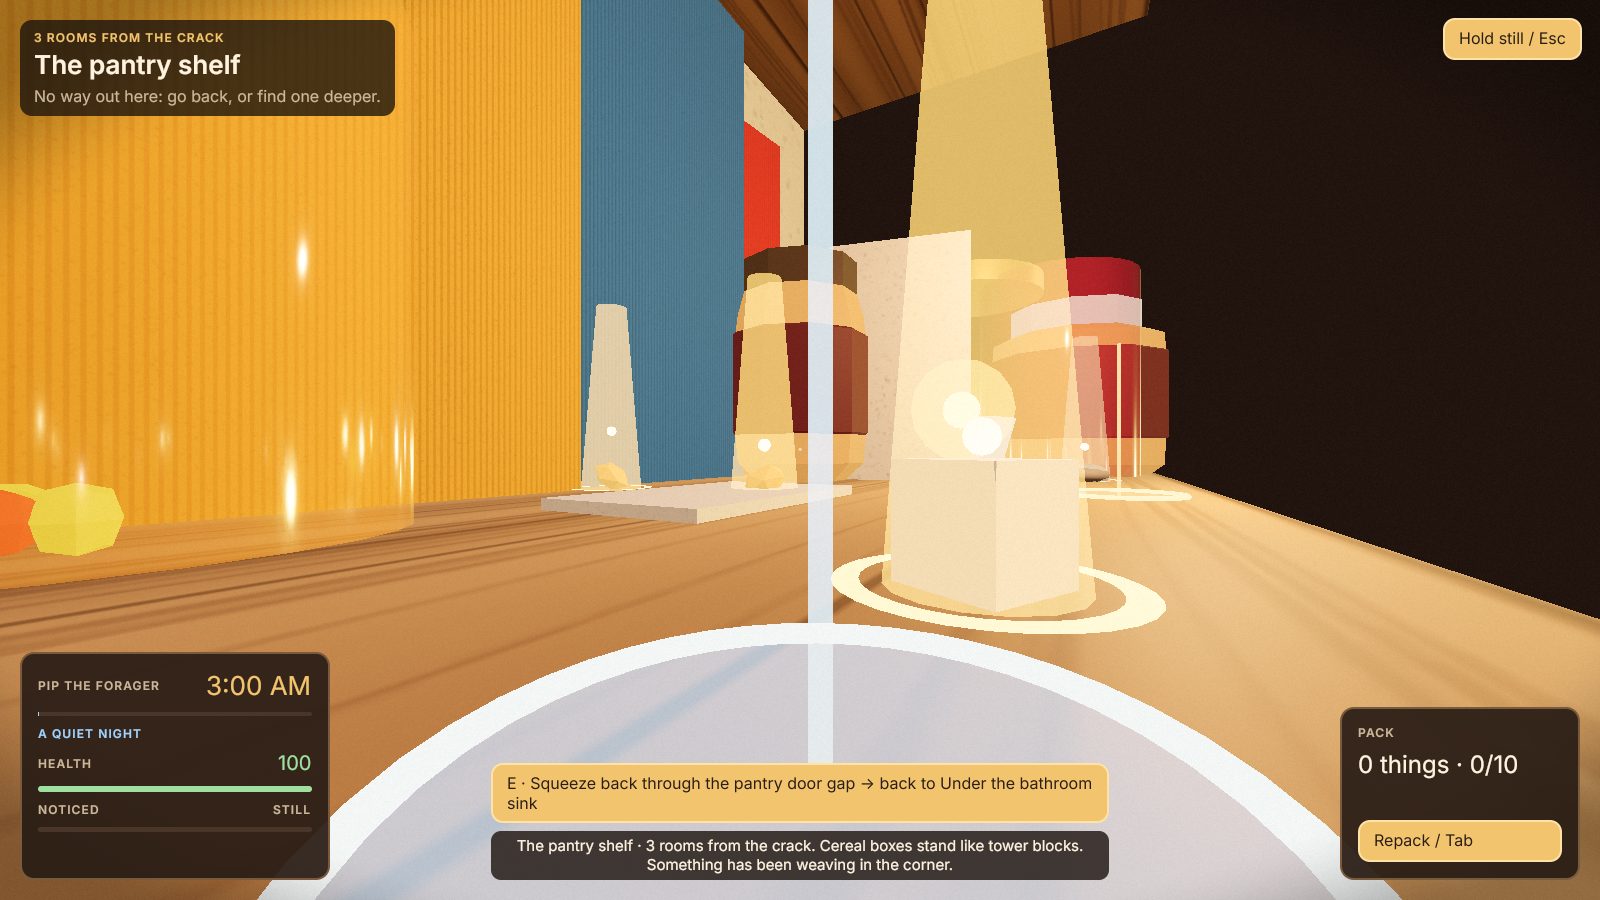 3 ROOMS FROM THE CRACK
The pantry shelf
No way out here: go back, or find one deeper.
Hold still / Esc
PIP THE FORAGER
3:00 AM
A QUIET NIGHT
HEALTH
100
NOTICED
STILL
E · Squeeze back through the pantry door gap → back to Under the bathroom
sink
The pantry shelf · 3 rooms from the crack. Cereal boxes stand like tower blocks.
Something has been weaving in the corner.
PACK
0 things · 0/10
Repack / Tab